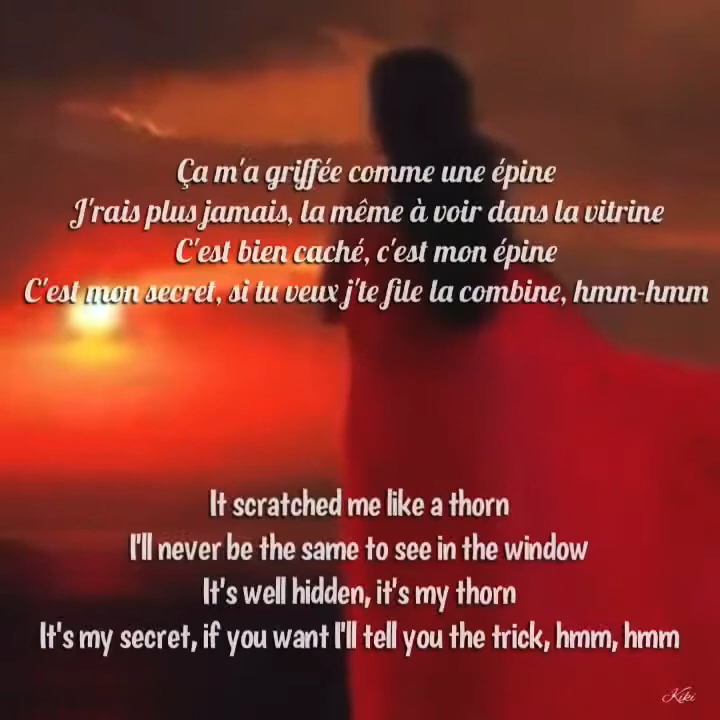 Ça m'a griffée comme une épine
J'rais plus jamais, la même à voir dans la vitrine
C'est bien caché, c'est mon épine
C'est mon secret, si tu veux j'te file la combine, hmm-hmm
It scratched me like a thorn
I'll never be the same to see in the window
It's well hidden, it's my thorn
It's my secret, if you want I'll tell you the trick, hmm, hmm
Kiki